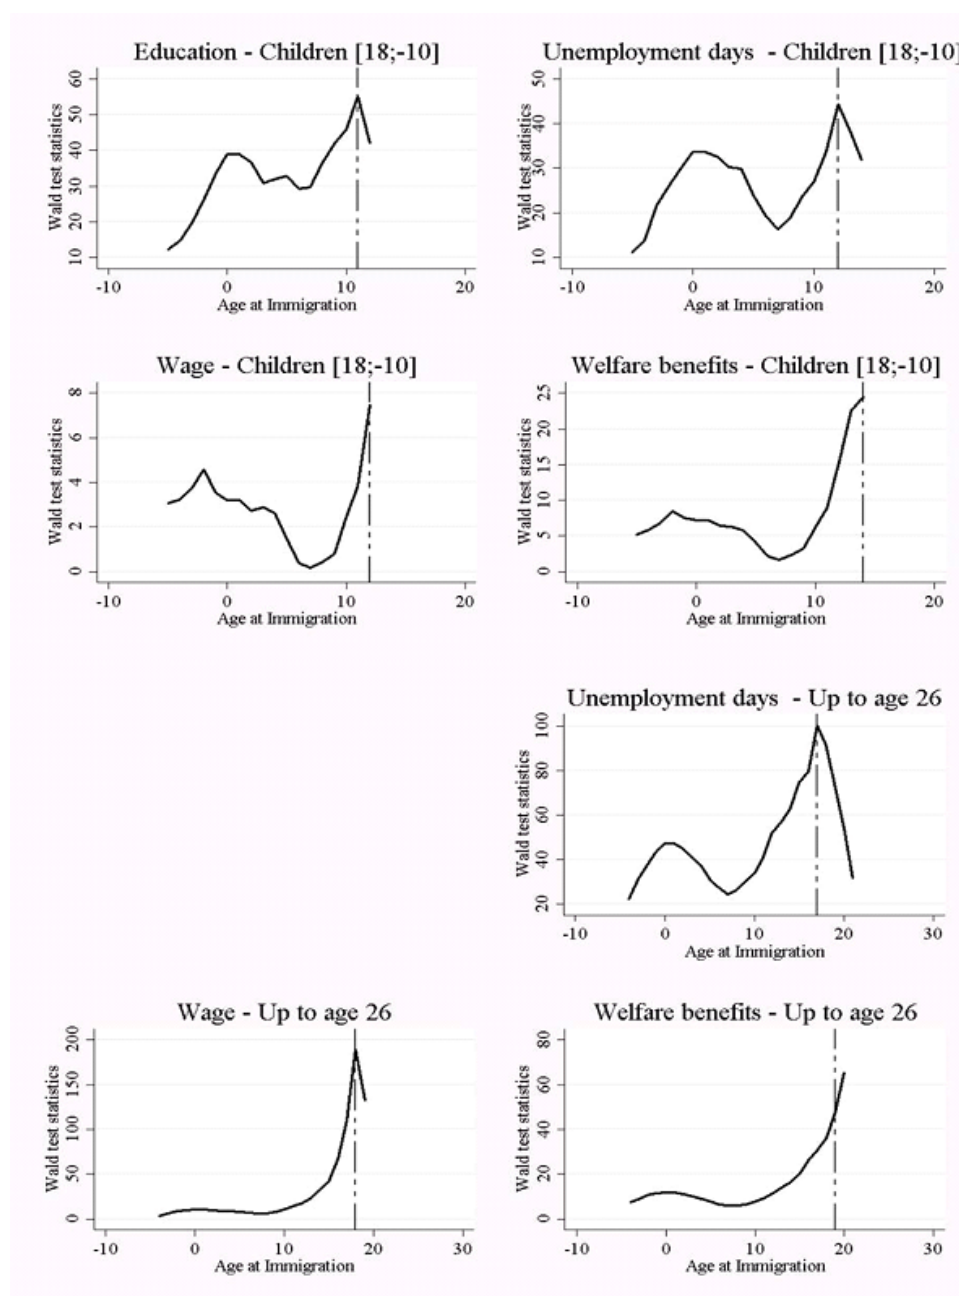 Education - Children [18;-10]
Wald test statistics
60
50
40
30
20
10
-10 0 10 20
Age at Immigration
Unemployment days - Children [18;-10]
Wald test statistics
50
40
30
20
10
-10 0 10 20
Age at Immigration
Wage - Children [18;-10]
Wald test statistics
8
6
4
2
0
-10 0 10 20
Age at Immigration
Welfare benefits - Children [18;-10]
Wald test statistics
25
20
15
10
5
0
-10 0 10 20
Age at Immigration
Unemployment days - Up to age 26
Wald test statistics
100
80
60
40
20
-10 0 10 20 30
Age at Immigration
Wage - Up to age 26
Wald test statistics
200
150
100
50
0
-10 0 10 20 30
Age at Immigration
Welfare benefits - Up to age 26
Wald test statistics
80
60
40
20
0
-10 0 10 20 30
Age at Immigration